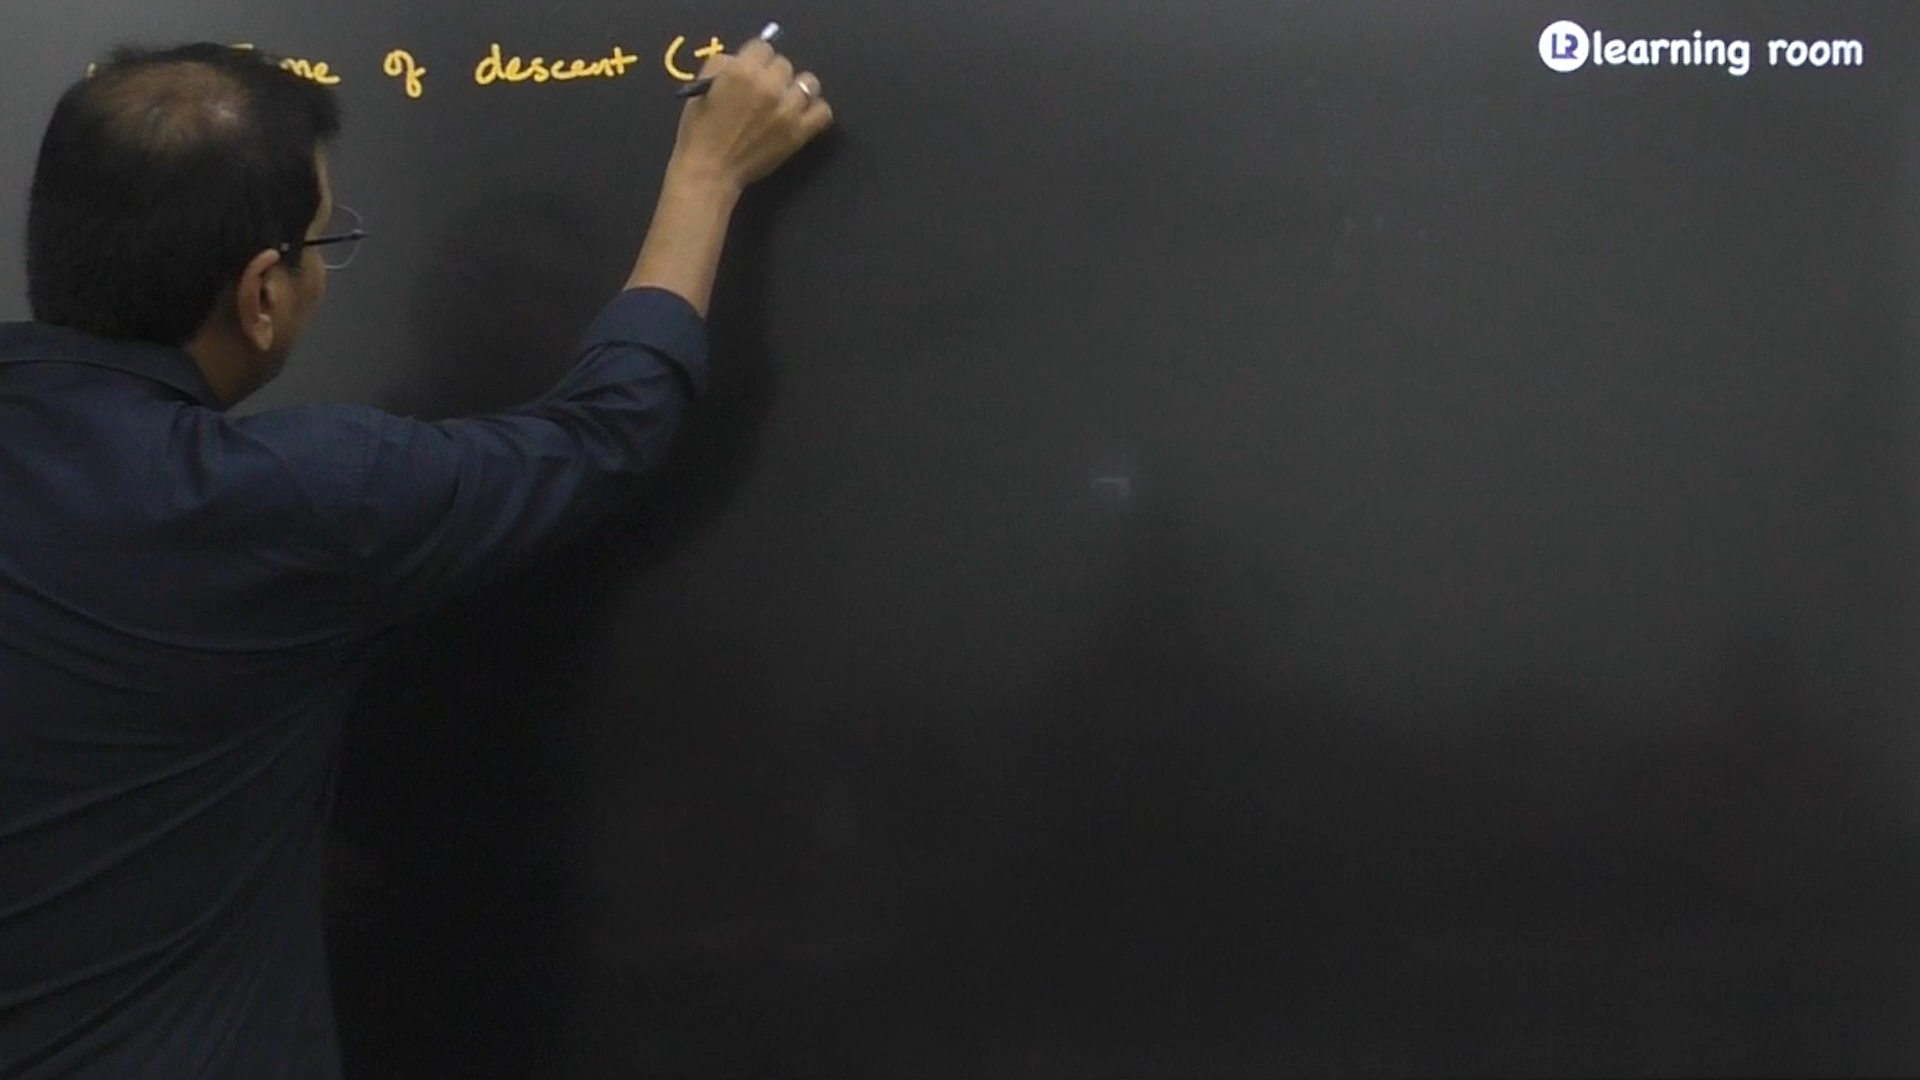 of descent (t
learning room